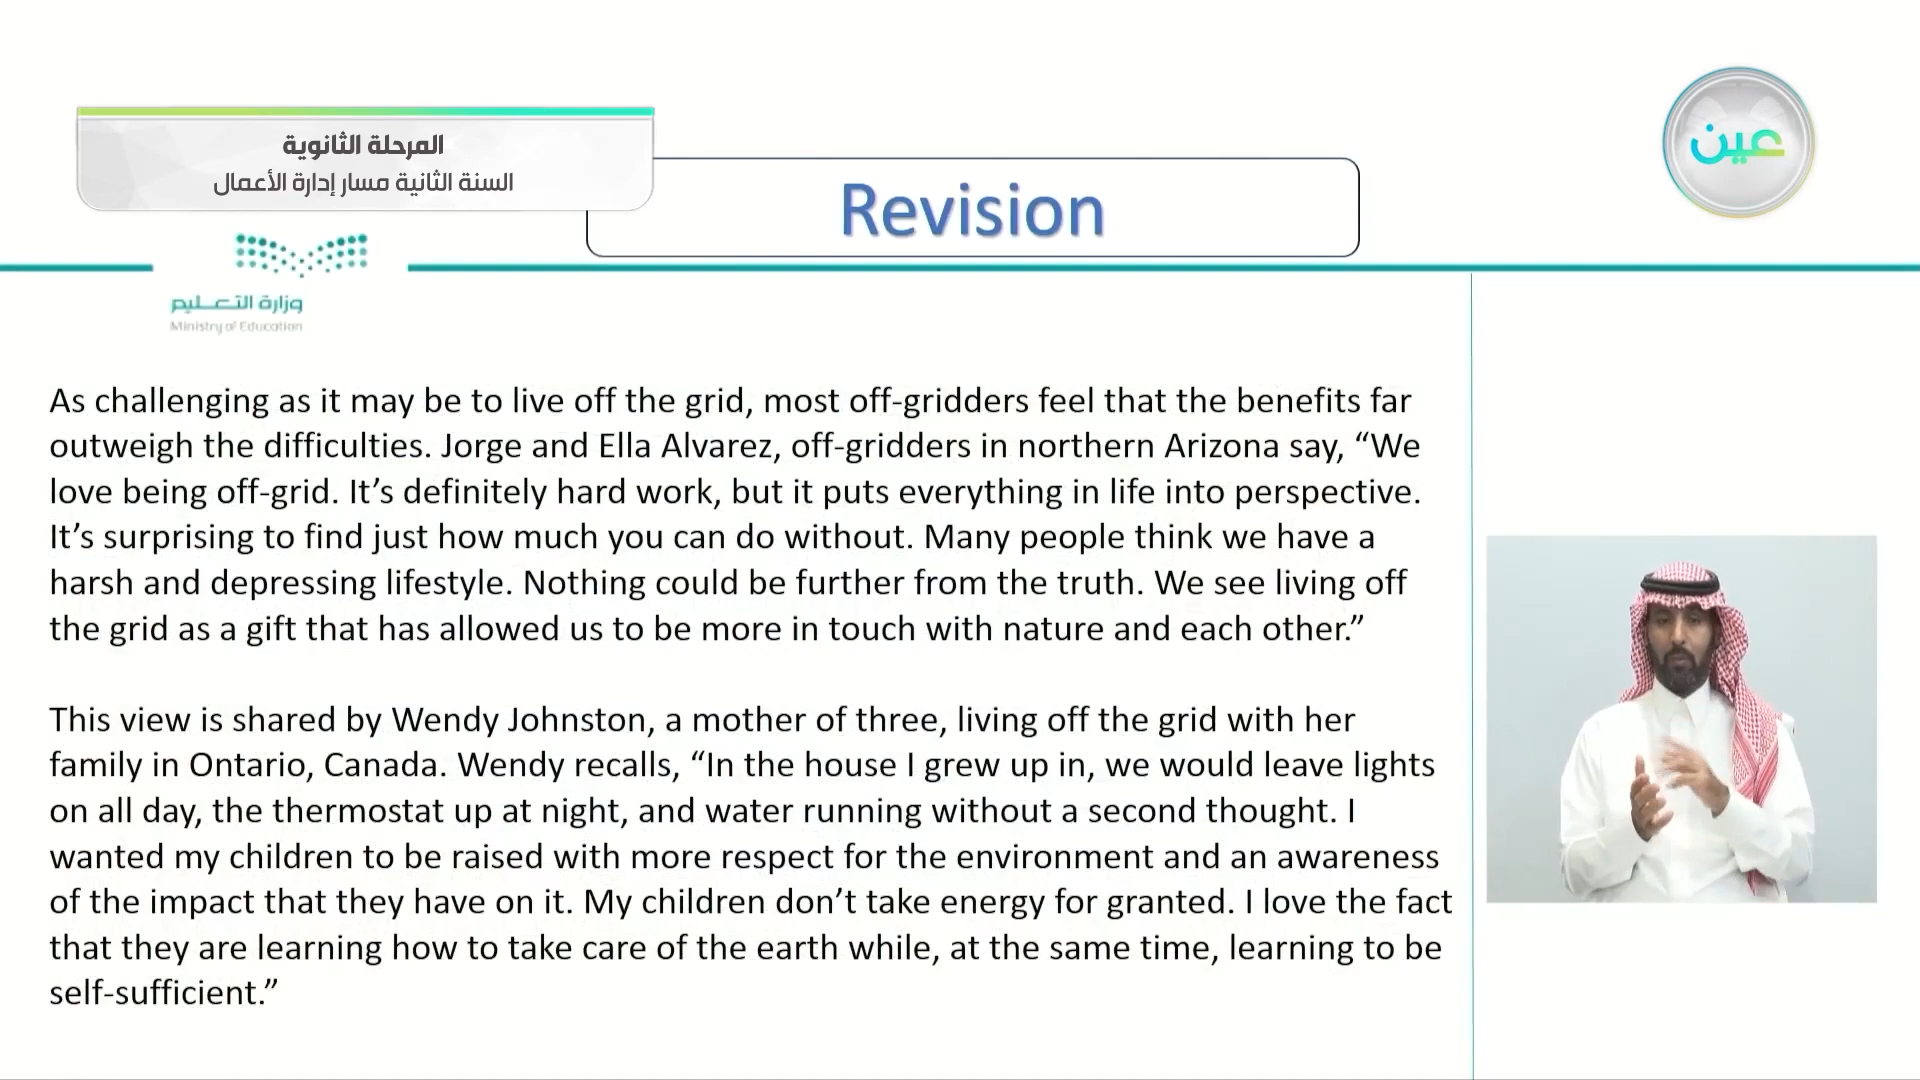 المرحلة الثانوية
السنة الثانية مسار إدارة الأعمال
عين
Revision
وزارة التعليم
Ministry of Education
As challenging as it may be to live off the grid, most off-gridders feel that the benefits far
outweigh the difficulties. Jorge and Ella Alvarez, off-gridders in northern Arizona say, “We
love being off-grid. It’s definitely hard work, but it puts everything in life into perspective.
It’s surprising to find just how much you can do without. Many people think we have a
harsh and depressing lifestyle. Nothing could be further from the truth. We see living off
the grid as a gift that has allowed us to be more in touch with nature and each other.”
This view is shared by Wendy Johnston, a mother of three, living off the grid with her
family in Ontario, Canada. Wendy recalls, “In the house I grew up in, we would leave lights
on all day, the thermostat up at night, and water running without a second thought. I
wanted my children to be raised with more respect for the environment and an awareness
of the impact that they have on it. My children don’t take energy for granted. I love the fact
that they are learning how to take care of the earth while, at the same time, learning to be
self-sufficient.”